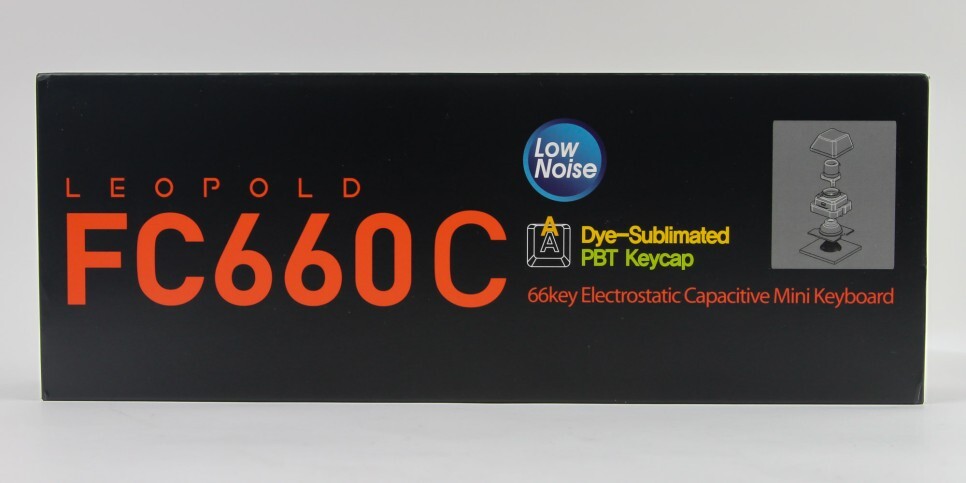 LEOPOLD
FC660C
Low
Noise
A
A
Dye-Sublimated
PBT Keycap
66key Electrostatic Capacitive Mini Keyboard